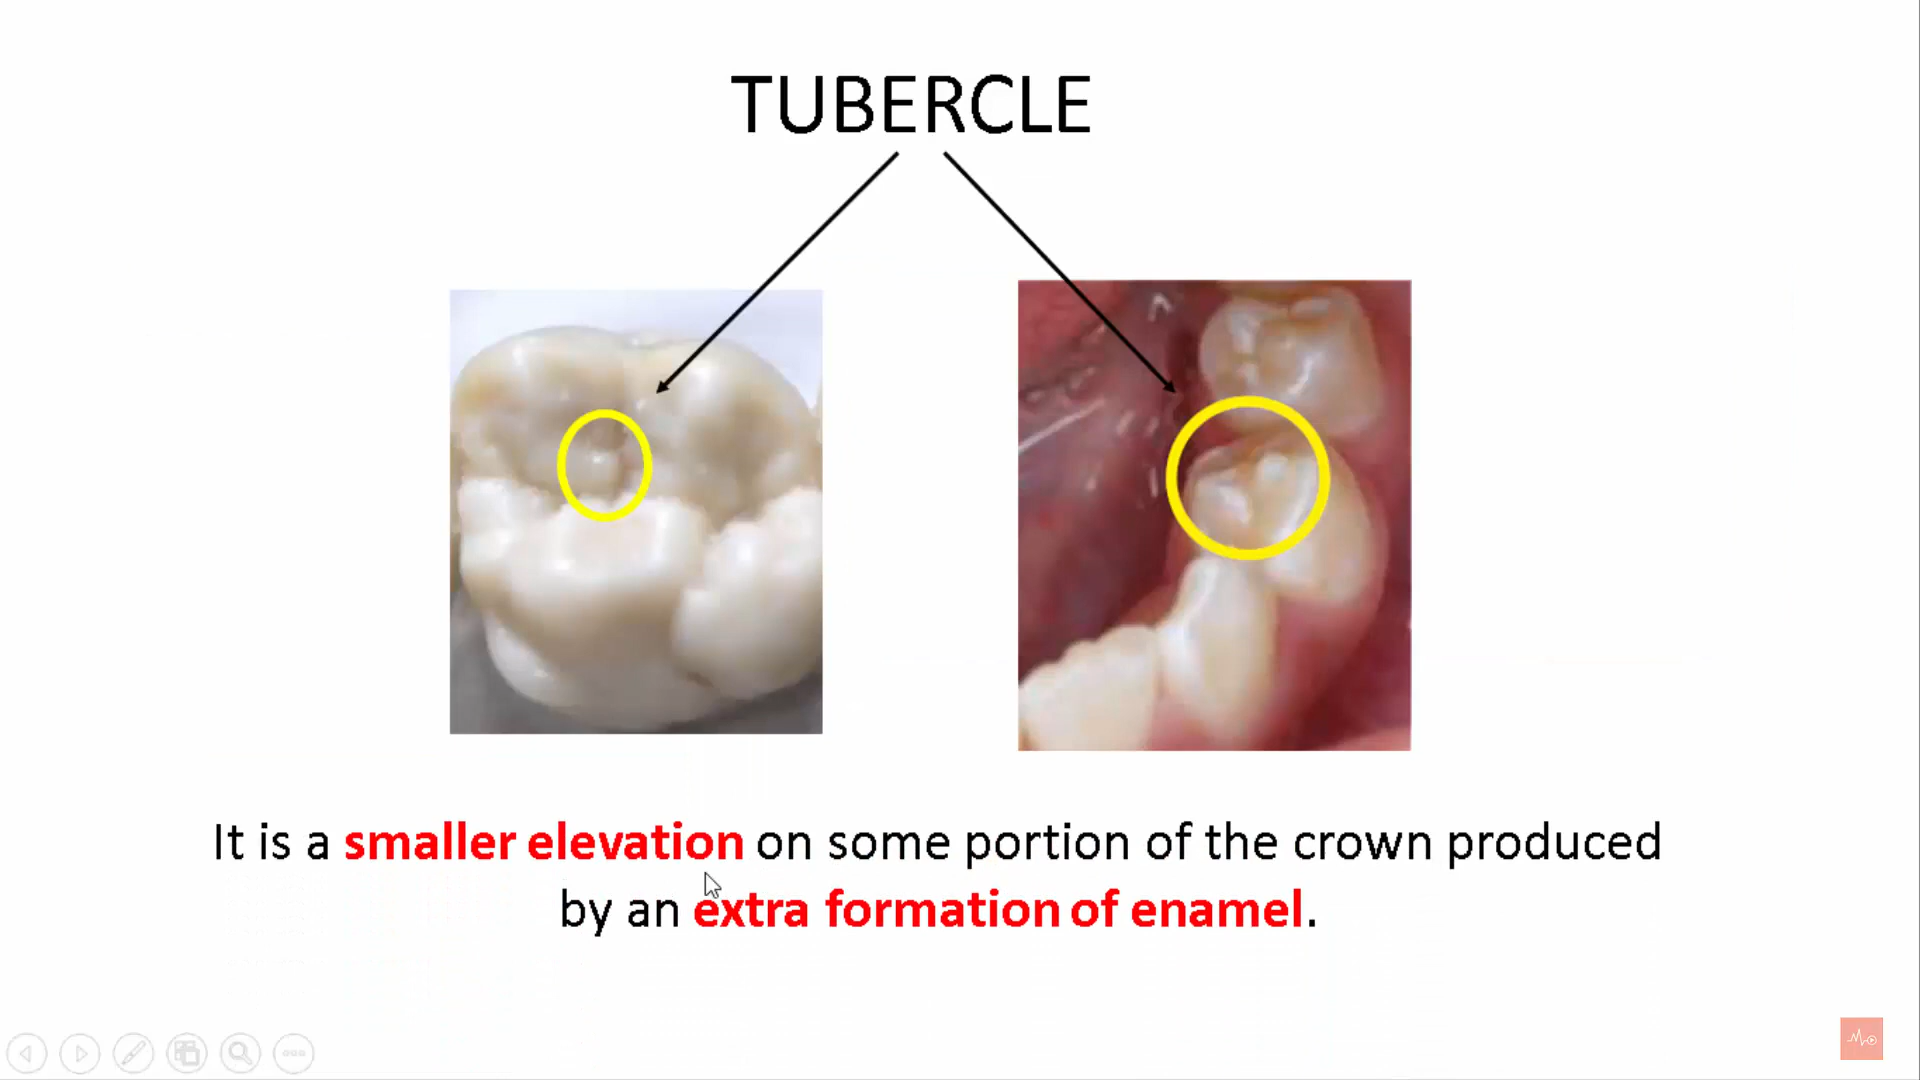 TUBERCLE
It is a smaller elevation on some portion of the crown produced
by an extra formation of enamel.